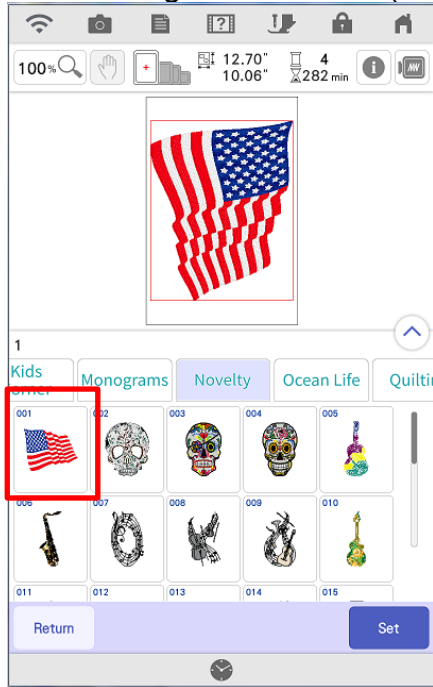 100%
12.70"
10.06"
4
282 min
1
Kids
Monograms
Novelty
Ocean Life
Quilti
001
002
003
004
005
006
007
008
009
010
011
012
013
014
015
Return
Set